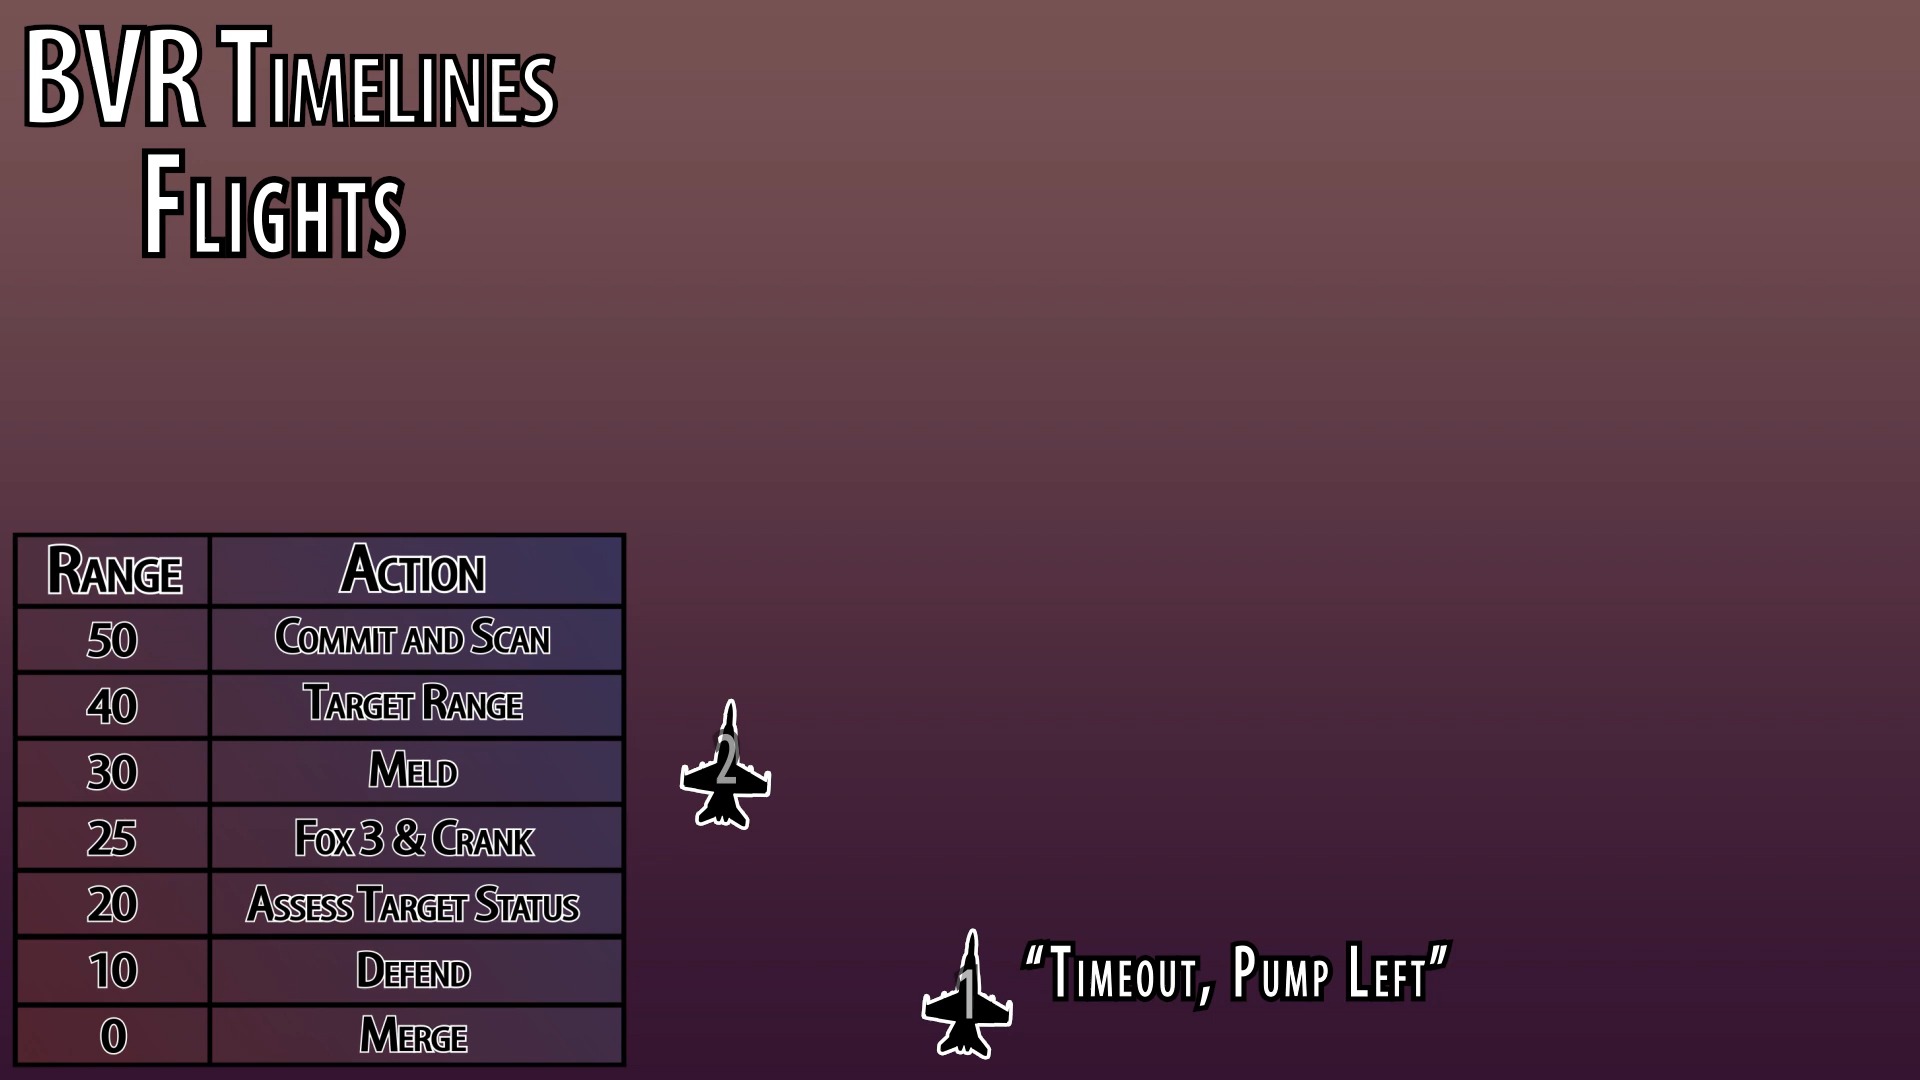 BVR Timelines
Flights
Range Action
50 Commit and Scan
40 Target Range
30 Meld
25 Fox 3 & Crank
20 Assess Target Status
10 Defend
0 Merge
2
1
“Timeout, Pump Left”